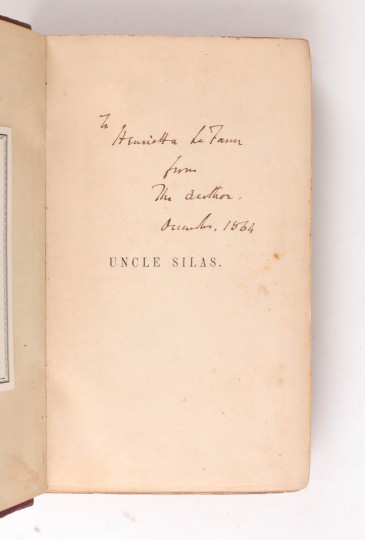 To
Henrietta Le Fanu
from
The Author.
December. 1864
UNCLE SILAS.